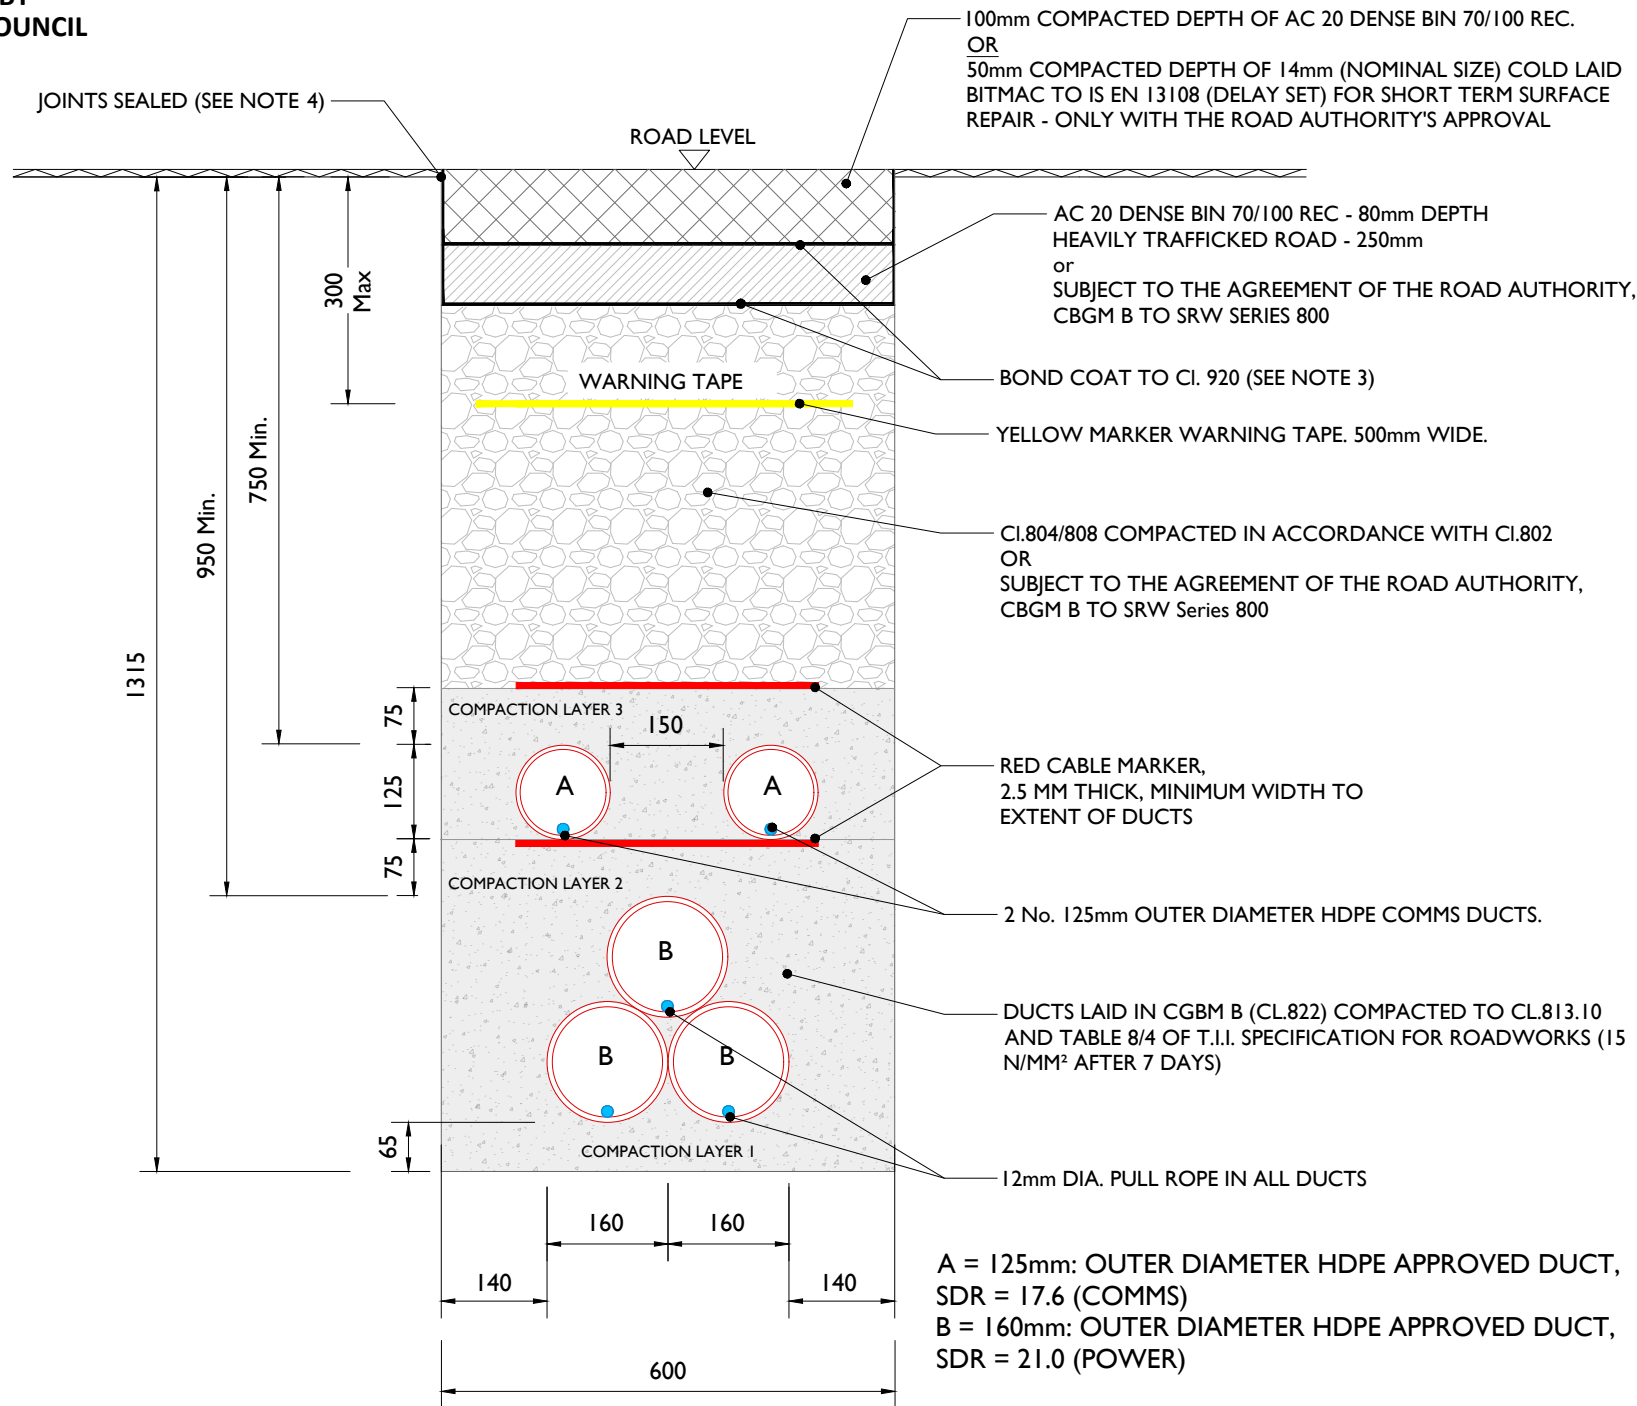 OUNCIL
100mm COMPACTED DEPTH OF AC 20 DENSE BIN 70/100 REC.
OR
50mm COMPACTED DEPTH OF 14mm (NOMINAL SIZE) COLD LAID
BITMAC TO IS EN 13108 (DELAY SET) FOR SHORT TERM SURFACE
REPAIR - ONLY WITH THE ROAD AUTHORITY'S APPROVAL
JOINTS SEALED (SEE NOTE 4)
ROAD LEVEL
AC 20 DENSE BIN 70/100 REC - 80mm DEPTH
HEAVILY TRAFFICKED ROAD - 250mm
or
SUBJECT TO THE AGREEMENT OF THE ROAD AUTHORITY,
CBGM B TO SRW SERIES 800
300
Max
BOND COAT TO Cl. 920 (SEE NOTE 3)
WARNING TAPE
YELLOW MARKER WARNING TAPE. 500mm WIDE.
750 Min.
950 Min.
1315
Cl.804/808 COMPACTED IN ACCORDANCE WITH Cl.802
OR
SUBJECT TO THE AGREEMENT OF THE ROAD AUTHORITY,
CBGM B TO SRW Series 800
75
COMPACTION LAYER 3
150
125
A
A
RED CABLE MARKER,
2.5 MM THICK, MINIMUM WIDTH TO
EXTENT OF DUCTS
75
COMPACTION LAYER 2
2 No. 125mm OUTER DIAMETER HDPE COMMS DUCTS.
B
DUCTS LAID IN CGBM B (CL.822) COMPACTED TO CL.813.10
AND TABLE 8/4 OF T.I.I. SPECIFICATION FOR ROADWORKS (15
N/MM² AFTER 7 DAYS)
B
B
65
COMPACTION LAYER 1
12mm DIA. PULL ROPE IN ALL DUCTS
160
160
140
140
600
A = 125mm: OUTER DIAMETER HDPE APPROVED DUCT,
SDR = 17.6 (COMMS)
B = 160mm: OUTER DIAMETER HDPE APPROVED DUCT,
SDR = 21.0 (POWER)